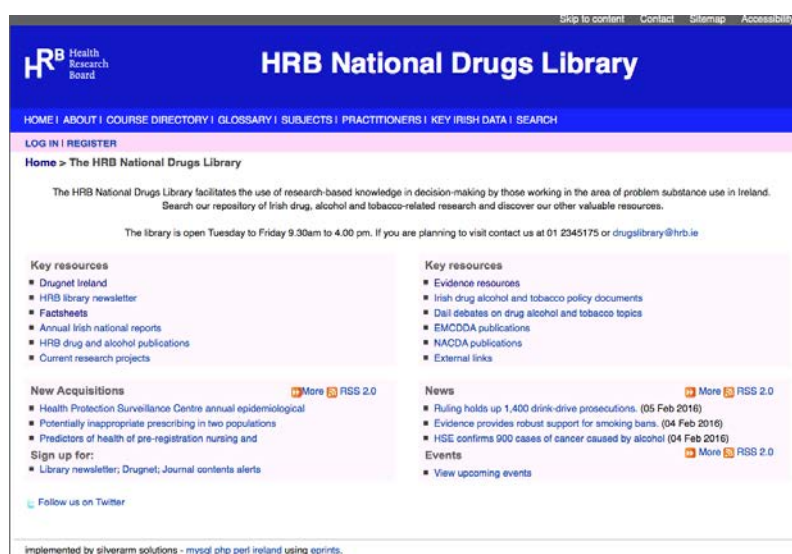 Skip to content Contact Sitemap Accessibility
HRB Health
Research
Board
HRB National Drugs Library
HOME I ABOUT I COURSE DIRECTORY I GLOSSARY I SUBJECTS I PRACTITIONERS I KEY IRISH DATA I SEARCH
LOG IN I REGISTER
Home > The HRB National Drugs Library
The HRB National Drugs Library facilitates the use of research-based knowledge in decision-making by those working in the area of problem substance use in Ireland.
Search our repository of Irish drug, alcohol and tobacco-related research and discover our other valuable resources.
The library is open Tuesday to Friday 9.30am to 4.00 pm. If you are planning to visit contact us at 01 2345175 or drugslibrary@hrb.ie
Key resources
Drugnet Ireland
HRB library newsletter
Factsheets
Annual Irish national reports
HRB drug and alcohol publications
Current research projects
Key resources
Evidence resources
Irish drug alcohol and tobacco policy documents
Dail debates on drug alcohol and tobacco topics
EMCDDA publications
NACDA publications
External links
New Acquisitions More RSS 2.0
Health Protection Surveillance Centre annual epidemiological
Potentially inappropriate prescribing in two populations
Predictors of health of pre-registration nursing and
Sign up for:
Library newsletter; Drugnet; Journal contents alerts
News More RSS 2.0
Ruling holds up 1,400 drink-drive prosecutions. (05 Feb 2016)
Evidence provides robust support for smoking bans. (04 Feb 2016)
HSE confirms 900 cases of cancer caused by alcohol (04 Feb 2016)
Events More RSS 2.0
View upcoming events
Follow us on Twitter
implemented by silverarm solutions - mysql php perl ireland using eprints.